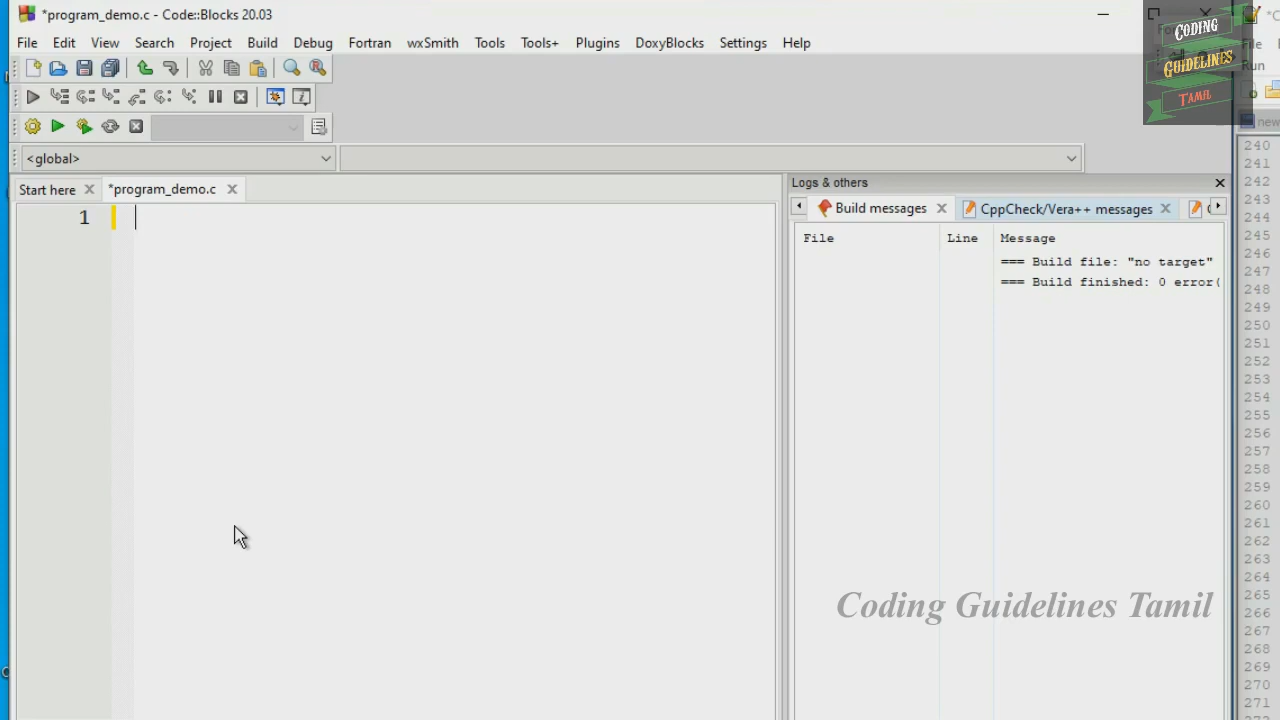 *program_demo.c - Code::Blocks 20.03
File Edit View Search Project Build Debug Fortran wxSmith Tools Tools+ Plugins DoxyBlocks Settings Help
<global>
Start here *program_demo.c
1
Logs & others
Build messages CppCheck/Vera++ messages
File Line Message
=== Build file: "no target"
=== Build finished: 0 error(
CODING
GUIDELINES
TAMIL
Coding Guidelines Tamil
File
Run
new
240
241
242
243
244
245
246
247
248
249
250
251
252
253
254
255
256
257
258
259
260
261
262
263
264
265
266
267
268
269
270
271